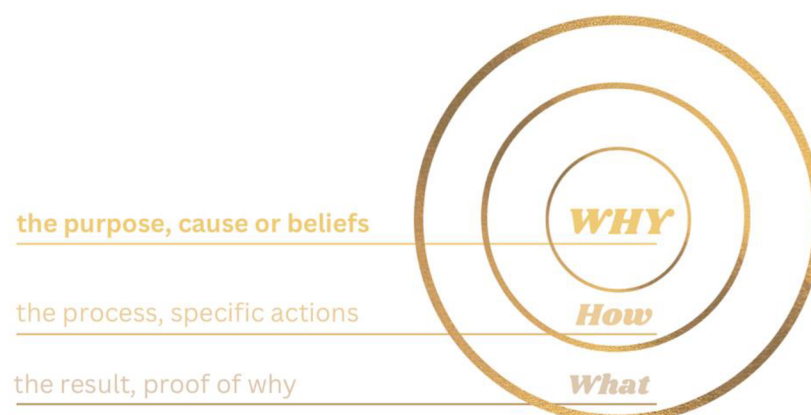 the purpose, cause or beliefs WHY
the process, specific actions How
the result, proof of why What